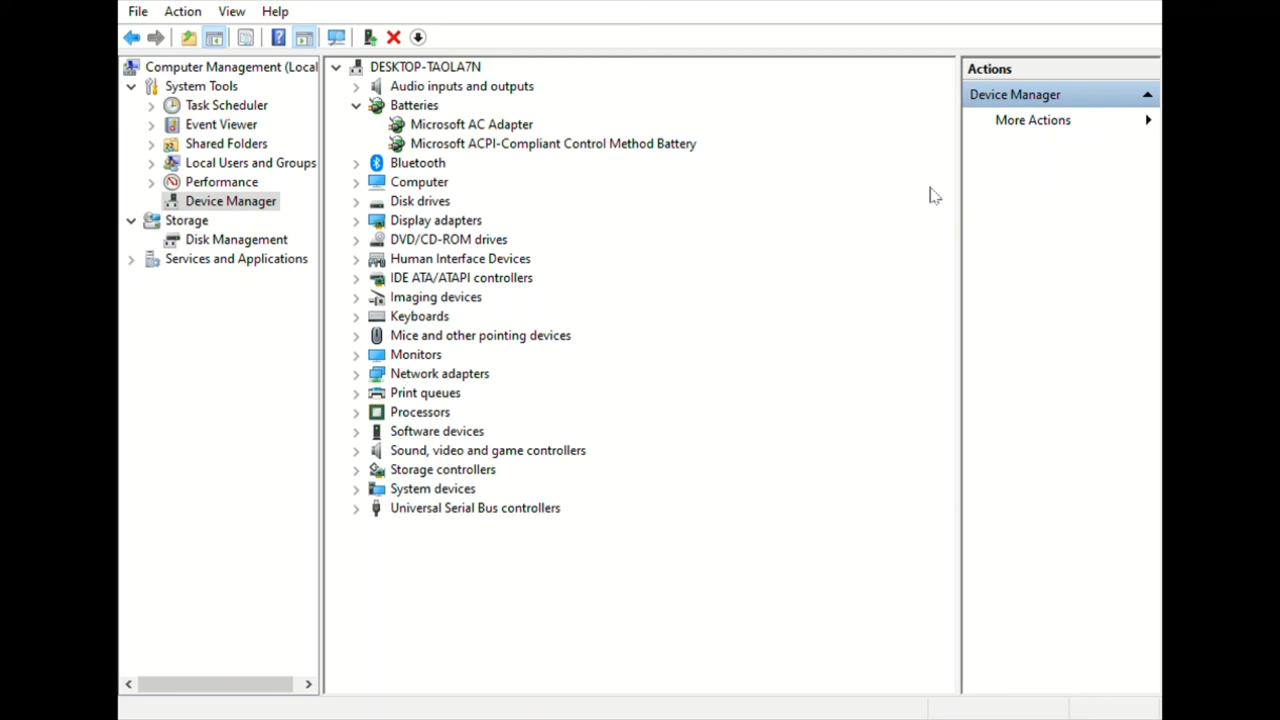 File Action View Help
Computer Management (Local
System Tools
Task Scheduler
Event Viewer
Shared Folders
Local Users and Groups
Performance
Device Manager
Storage
Disk Management
Services and Applications
DESKTOP-TAOLA7N
Audio inputs and outputs
Batteries
Microsoft AC Adapter
Microsoft ACPI-Compliant Control Method Battery
Bluetooth
Computer
Disk drives
Display adapters
DVD/CD-ROM drives
Human Interface Devices
IDE ATA/ATAPI controllers
Imaging devices
Keyboards
Mice and other pointing devices
Monitors
Network adapters
Print queues
Processors
Software devices
Sound, video and game controllers
Storage controllers
System devices
Universal Serial Bus controllers
Actions
Device Manager
More Actions